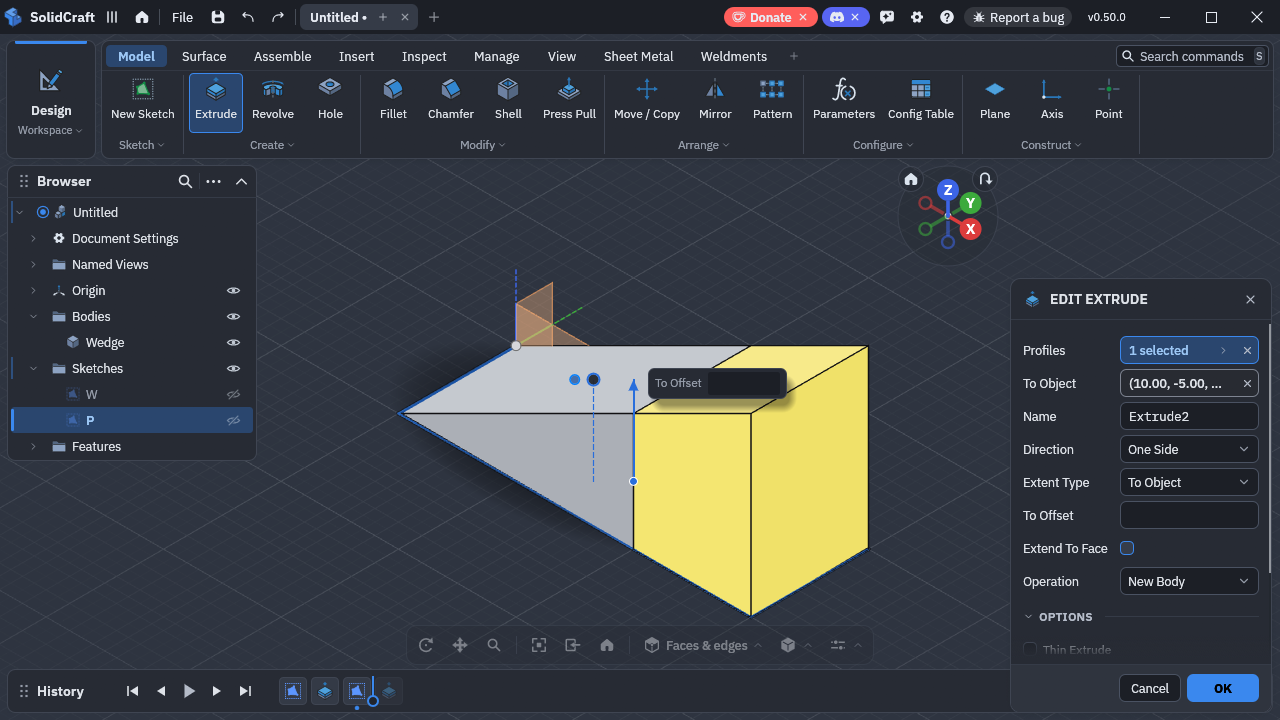 SolidCraft
File
Untitled •
Donate
Report a bug
v0.50.0
Design
Workspace
Model
Surface
Assemble
Insert
Inspect
Manage
View
Sheet Metal
Weldments
Search commands
S
New Sketch
Extrude
Revolve
Hole
Fillet
Chamfer
Shell
Press Pull
Move / Copy
Mirror
Pattern
Parameters
Config Table
Plane
Axis
Point
Sketch
Create
Modify
Arrange
Configure
Construct
Browser
Untitled
Document Settings
Named Views
Origin
Bodies
Wedge
Sketches
W
P
Features
Z
Y
X
To Offset
EDIT EXTRUDE
Profiles
1 selected
To Object
(10.00, -5.00, ...
Name
Extrude2
Direction
One Side
Extent Type
To Object
To Offset
Extend To Face
Operation
New Body
OPTIONS
Thin Extrude
Cancel
OK
Faces & edges
History